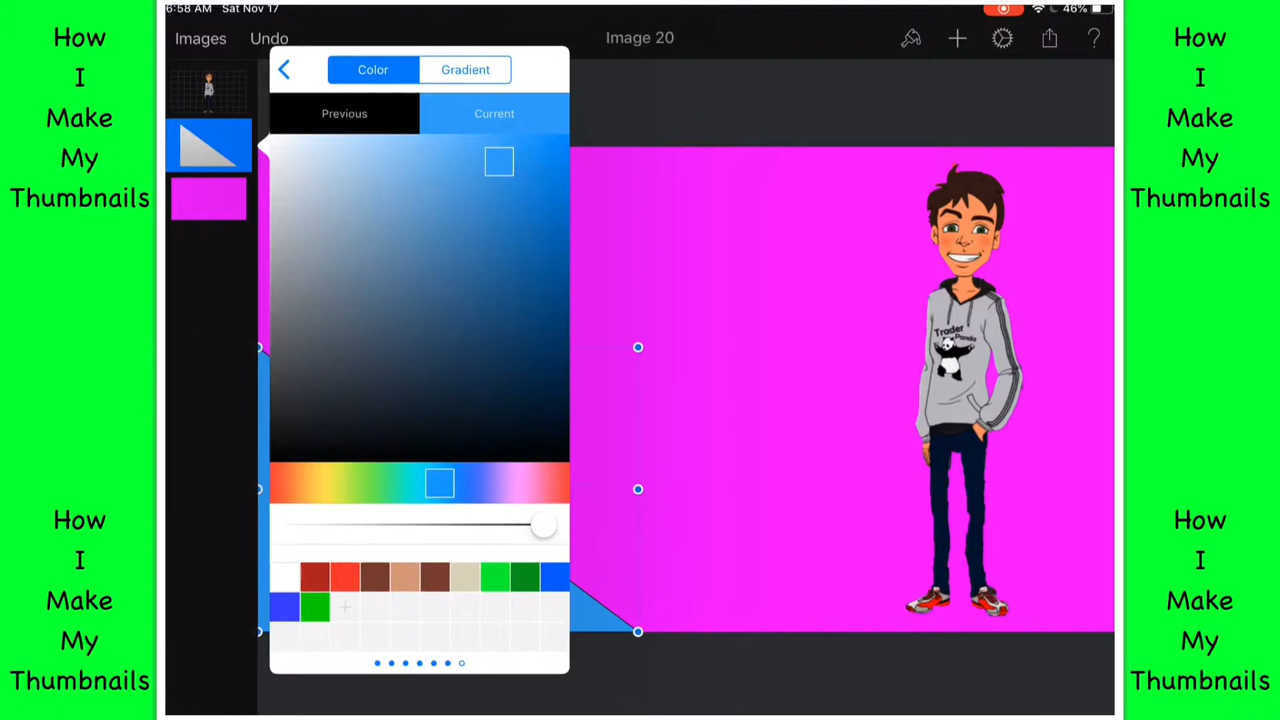 How
I
Make
My
Thumbnails
How
I
Make
My
Thumbnails
6:58 AM Sat Nov 17
46%
Images Undo
Image 20
?
Color Gradient
Previous Current
Trader
Panda
How
I
Make
My
Thumbnails
How
I
Make
My
Thumbnails